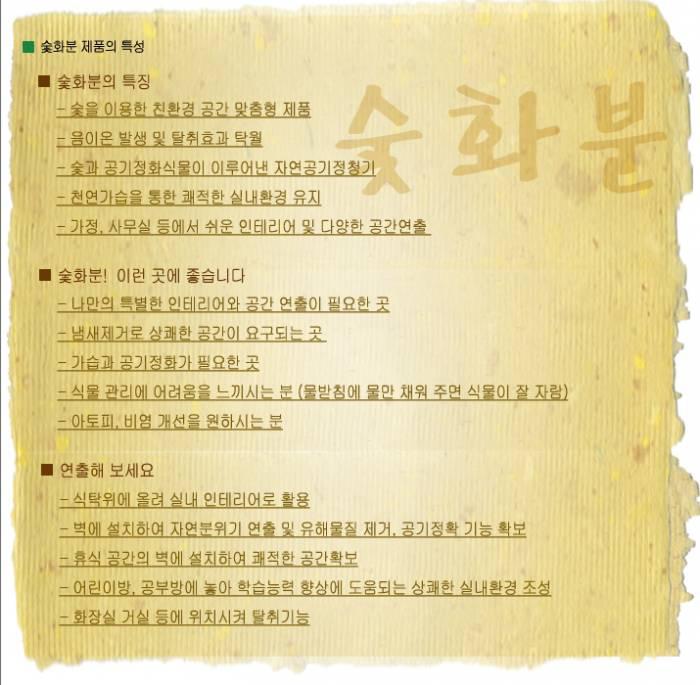 숯화분 제품의 특성
숯화분
숯화분의 특징
- 숯을 이용한 친환경 공간 맞춤형 제품
- 음이온 발생 및 탈취효과 탁월
- 숯과 공기정화식물이 이루어낸 자연공기정청기
- 천연가습을 통한 쾌적한 실내환경 유지
- 가정, 사무실 등에서 쉬운 인테리어 및 다양한 공간연출
숯화분! 이런 곳에 좋습니다
- 나만의 특별한 인테리어와 공간 연출이 필요한 곳
- 냄새제거로 상쾌한 공간이 요구되는 곳
- 가습과 공기정화가 필요한 곳
- 식물 관리에 어려움을 느끼시는 분 (물받침에 물만 채워 주면 식물이 잘 자람)
- 아토피, 비염 개선을 원하시는 분
연출해 보세요
- 식탁위에 올려 실내 인테리어로 활용
- 벽에 설치하여 자연분위기 연출 및 유해물질 제거, 공기정확 기능 확보
- 휴식 공간의 벽에 설치하여 쾌적한 공간확보
- 어린이방, 공부방에 놓아 학습능력 향상에 도움되는 상쾌한 실내환경 조성
- 화장실 거실 등에 위치시켜 탈취기능